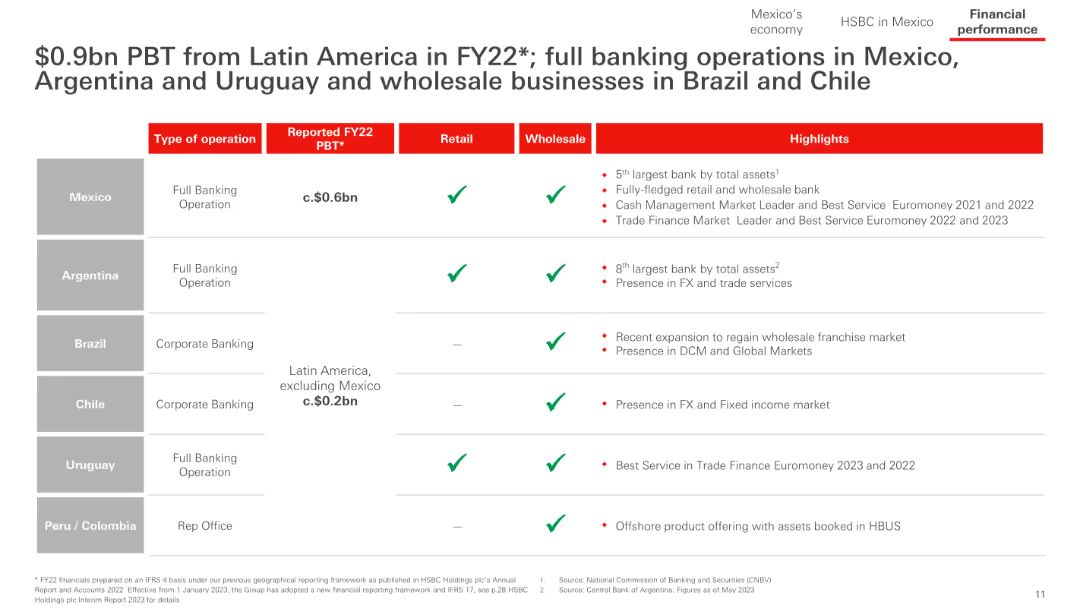 Mexico's
economy
HSBC in Mexico
Financial
performance
$0.9bn PBT from Latin America in FY22*; full banking operations in Mexico,
Argentina and Uruguay and wholesale businesses in Brazil and Chile
Type of operation
Reported FY22
PBT*
Retail
Wholesale
Highlights
Mexico
Full Banking
Operation
c.$0.6bn
✓
✓
5th largest bank by total assets1
Fully-fledged retail and wholesale bank
Cash Management Market Leader and Best Service Euromoney 2021 and 2022
Trade Finance Market Leader and Best Service Euromoney 2022 and 2023
Argentina
Full Banking
Operation
✓
✓
8th largest bank by total assets2
Presence in FX and trade services
Brazil
Corporate Banking
–
✓
Recent expansion to regain wholesale franchise market
Presence in DCM and Global Markets
Latin America,
excluding Mexico
c.$0.2bn
Chile
Corporate Banking
–
✓
Presence in FX and Fixed income market
Uruguay
Full Banking
Operation
✓
✓
Best Service in Trade Finance Euromoney 2023 and 2022
Peru / Colombia
Rep Office
–
✓
Offshore product offering with assets booked in HBUS
* FY22 financials prepared on an IFRS 4 basis under our previous geographical reporting framework as published in HSBC Holdings plc's Annual
Report and Accounts 2022 Effective from 1 January 2023, the Group has adopted a new financial reporting framework and IFRS 17, see p.28 HSBC
Holdings plc Interim Report 2023 for details
1. Source: National Commission of Banking and Securities (CNBV)
2. Source: Central Bank of Argentina. Figures as of May 2023
11